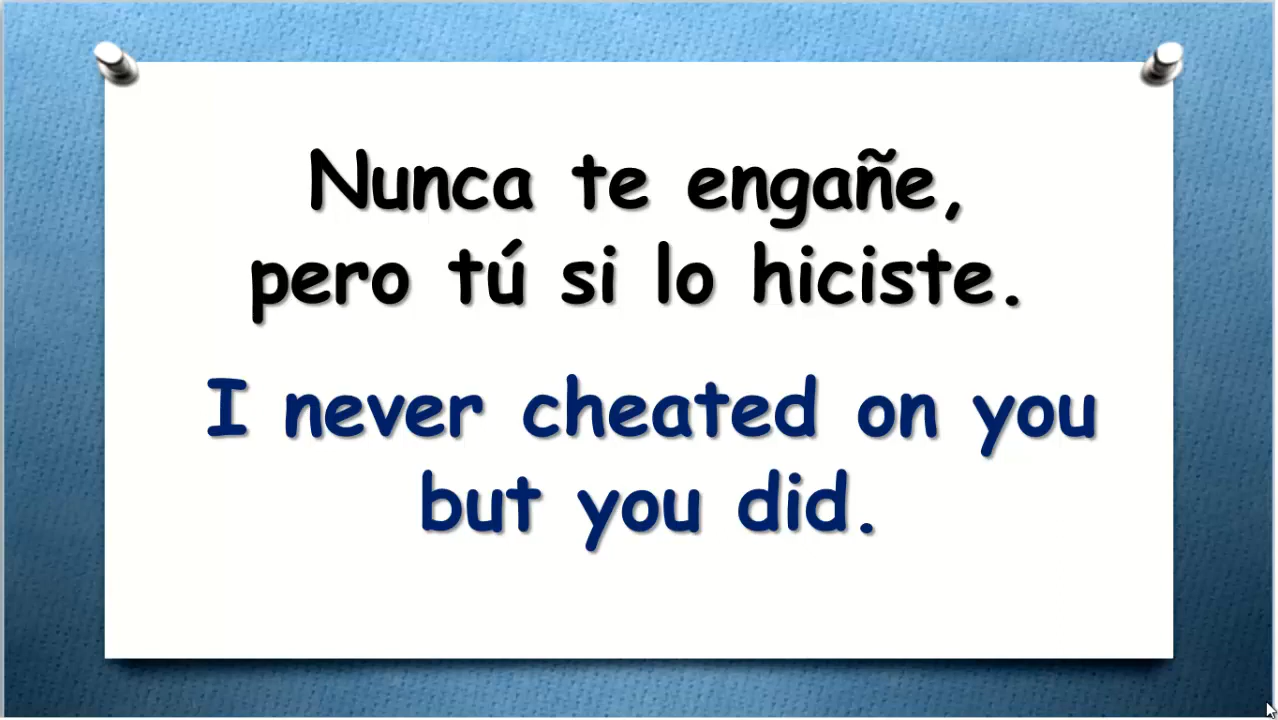 Nunca te engañe,
pero tú si lo hiciste.
I never cheated on you
but you did.